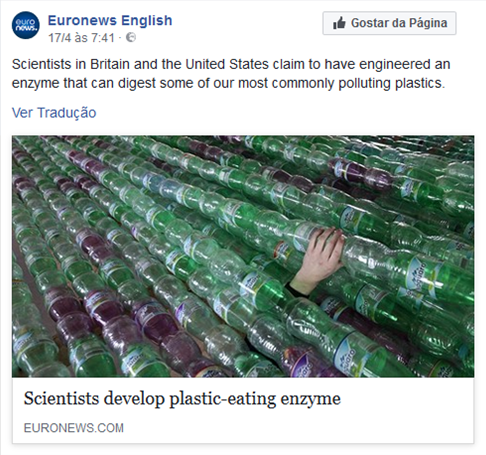 euro
news.
Euronews English
Gostar da Página
17/4 às 7:41 ·
Scientists in Britain and the United States claim to have engineered an
enzyme that can digest some of our most commonly polluting plastics.
Ver Tradução
Scientists develop plastic-eating enzyme
EURONEWS.COM